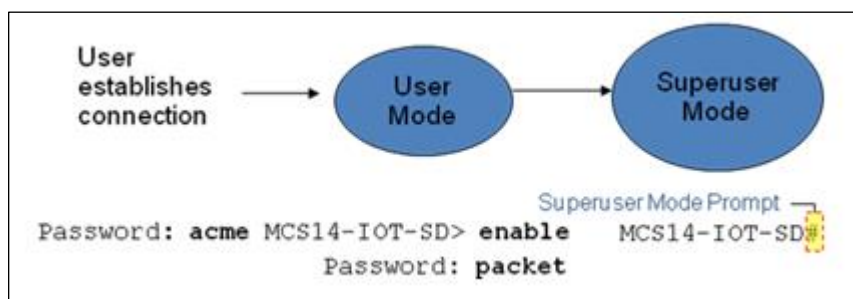 User
establishes
connection
User
Mode
Superuser
Mode
Superuser Mode Prompt
Password: acme MCS14-IOT-SD> enable MCS14-IOT-SD#
Password: packet